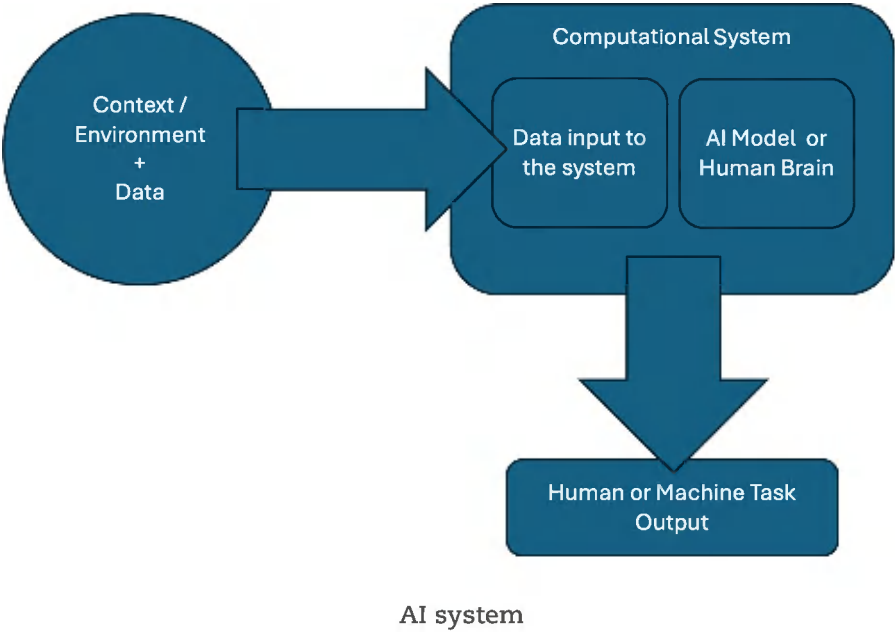 Context /
Environment
+
Data
Computational System
Data input to
the system
AI Model or
Human Brain
Human or Machine Task
Output
AI system